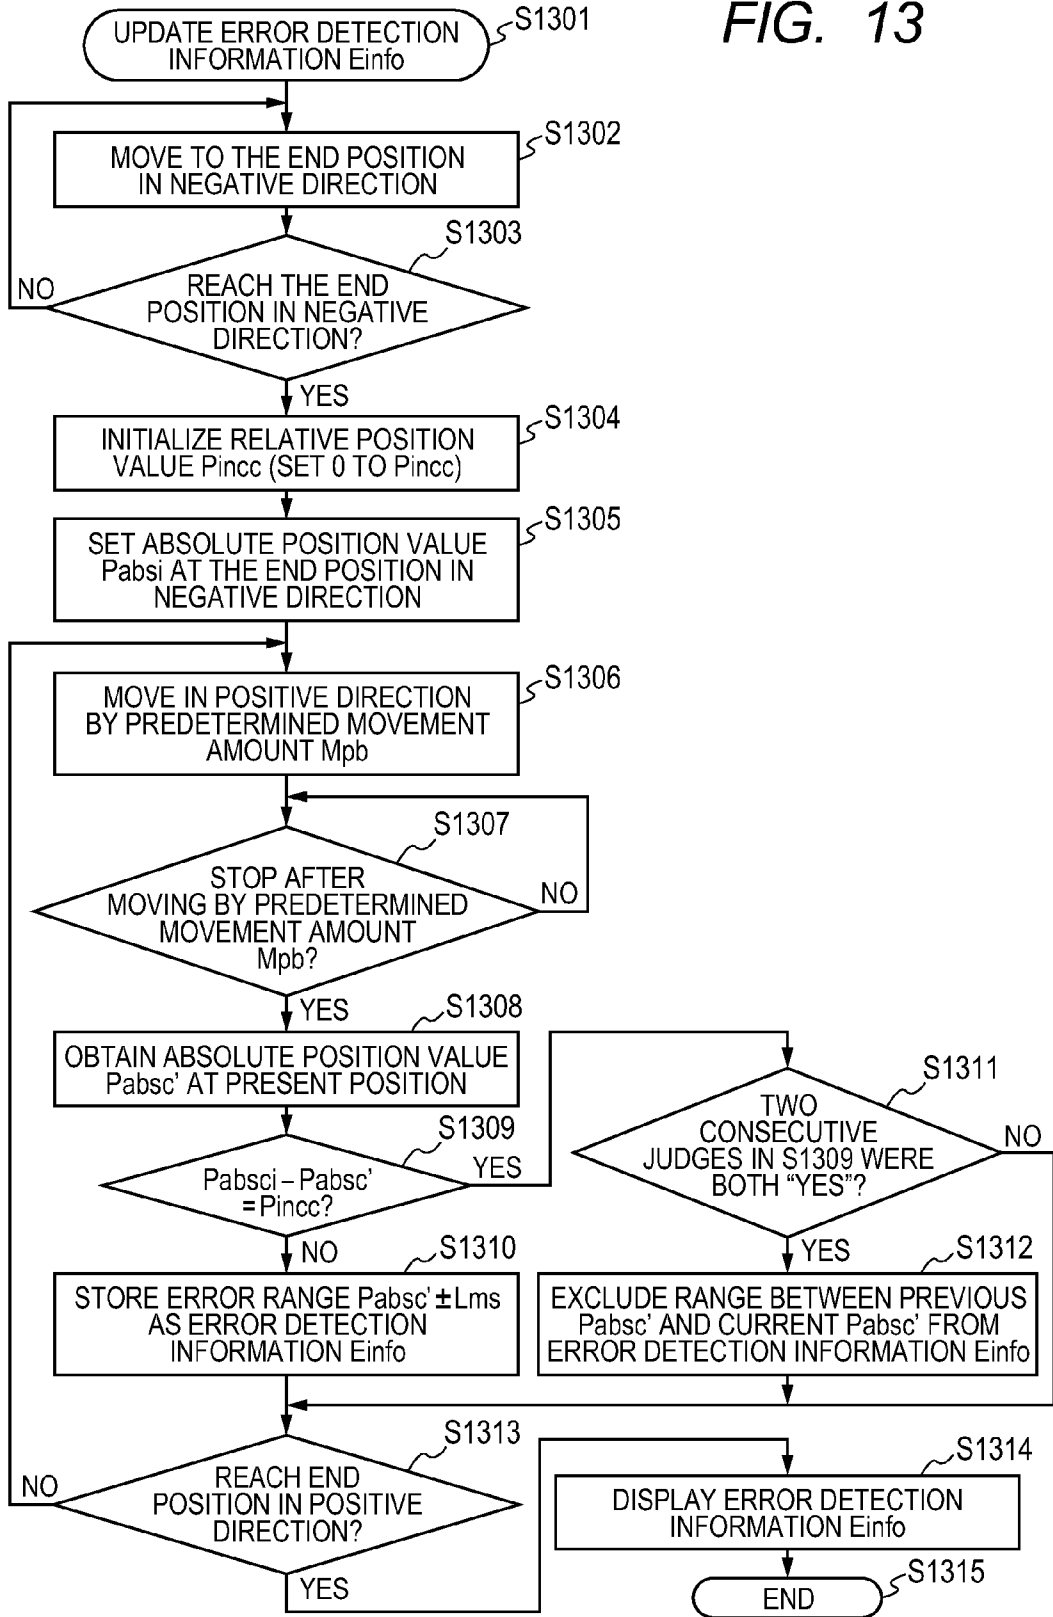 FIG. 13
UPDATE ERROR DETECTION
INFORMATION Einfo
S1301
S1302
MOVE TO THE END POSITION
IN NEGATIVE DIRECTION
S1303
REACH THE END
POSITION IN NEGATIVE
DIRECTION?
NO
YES
S1304
INITIALIZE RELATIVE POSITION
VALUE Pincc (SET 0 TO Pincc)
S1305
SET ABSOLUTE POSITION VALUE
Pabsi AT THE END POSITION IN
NEGATIVE DIRECTION
S1306
MOVE IN POSITIVE DIRECTION
BY PREDETERMINED MOVEMENT
AMOUNT Mpb
S1307
STOP AFTER
MOVING BY PREDETERMINED
MOVEMENT AMOUNT
Mpb?
NO
YES
S1308
OBTAIN ABSOLUTE POSITION VALUE
Pabsc' AT PRESENT POSITION
S1309
Pabsci – Pabsc'
= Pincc?
YES
NO
S1311
TWO
CONSECUTIVE
JUDGES IN S1309 WERE
BOTH "YES"?
NO
YES
S1310
STORE ERROR RANGE Pabsc' ± Lms
AS ERROR DETECTION
INFORMATION Einfo
S1312
EXCLUDE RANGE BETWEEN PREVIOUS
Pabsc' AND CURRENT Pabsc' FROM
ERROR DETECTION INFORMATION Einfo
S1313
REACH END
POSITION IN POSITIVE
DIRECTION?
NO
YES
S1314
DISPLAY ERROR DETECTION
INFORMATION Einfo
S1315
END